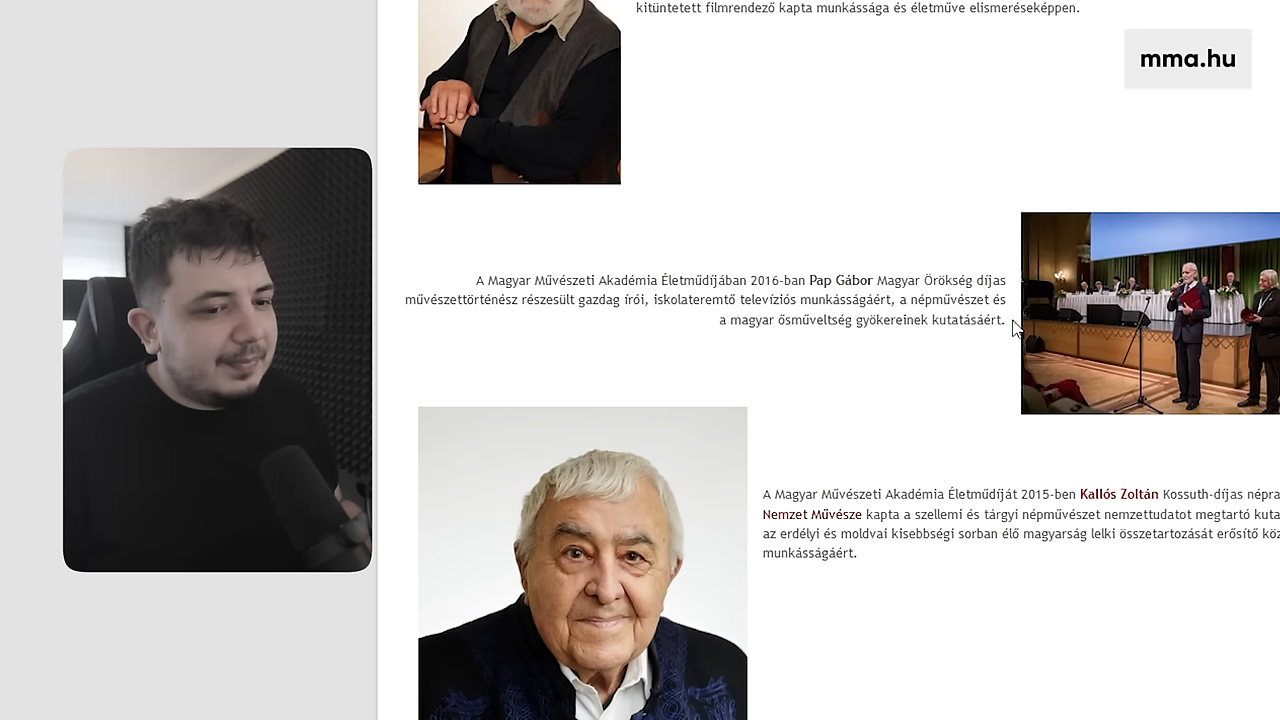 kitüntetett filmrendező kapta munkássága és életműve elismeréseképpen.
mma.hu
A Magyar Művészeti Akadémia Életműdíjában 2016-ban Pap Gábor Magyar Örökség díjas
művészettörténész részesült gazdag írói, iskolateremtő televíziós munkásságáért, a népművészet és
a magyar ősműveltség gyökereinek kutatásáért.
A Magyar Művészeti Akadémia Életműdíját 2015-ben Kallós Zoltán Kossuth-díjas népra
Nemzet Művésze kapta a szellemi és tárgyi népművészet nemzettudatot megtartó kuta
az erdélyi és moldvai kisebbségi sorban élő magyarság lelki összetartozását erősítő köz
munkásságáért.